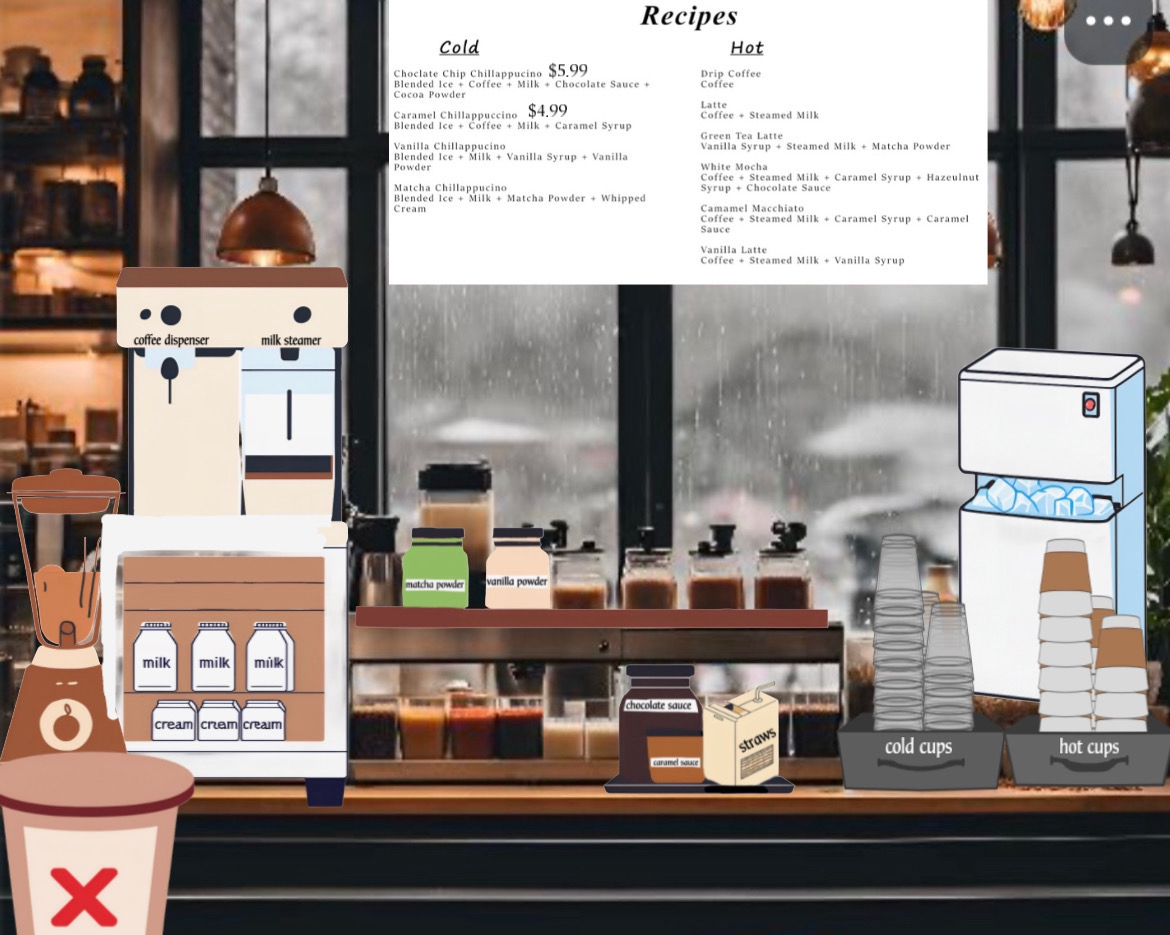 Recipes
Cold
Choclate Chip Chillappucino $5.99
Blended Ice + Coffee + Milk + Chocolate Sauce +
Cocoa Powder
Caramel Chillappuccino $4.99
Blended Ice + Coffee + Milk + Caramel Syrup
Vanilla Chillappucino
Blended Ice + Milk + Vanilla Syrup + Vanilla
Powder
Matcha Chillappucino
Blended Ice + Milk + Matcha Powder + Whipped
Cream
Hot
Drip Coffee
Coffee
Latte
Coffee + Steamed Milk
Green Tea Latte
Vanilla Syrup + Steamed Milk + Matcha Powder
White Mocha
Coffee + Steamed Milk + Caramel Syrup + Hazeulnut
Syrup + Chocolate Sauce
Camamel Macchiato
Coffee + Steamed Milk + Caramel Syrup + Caramel
Sauce
Vanilla Latte
Coffee + Steamed Milk + Vanilla Syrup
coffee dispenser
milk steamer
matcha powder
vanilla powder
milk
milk
milk
cream
cream
cream
chocolate sauce
caramel sauce
straws
cold cups
hot cups